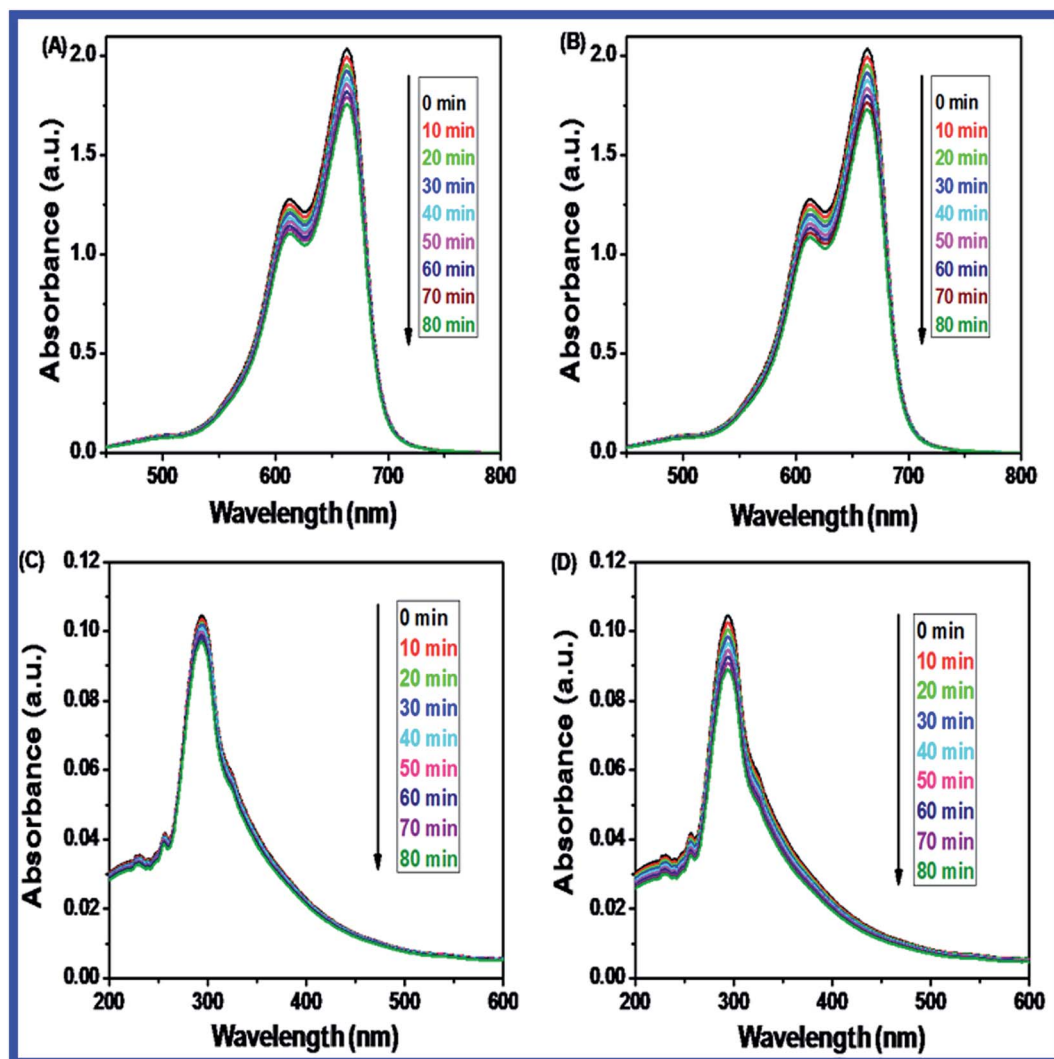 (A)
2.0
1.5
1.0
0.5
0.0
Absorbance (a.u.)
0 min
10 min
20 min
30 min
40 min
50 min
60 min
70 min
80 min
500 600 700 800
Wavelength (nm)
(B)
2.0
1.5
1.0
0.5
0.0
Absorbance (a.u.)
0 min
10 min
20 min
30 min
40 min
50 min
60 min
70 min
80 min
500 600 700 800
Wavelength (nm)
(C)
0.12
0.10
0.08
0.06
0.04
0.02
0.00
Absorbance (a.u.)
0 min
10 min
20 min
30 min
40 min
50 min
60 min
70 min
80 min
200 300 400 500 600
Wavelength (nm)
(D)
0.12
0.10
0.08
0.06
0.04
0.02
0.00
Absorbance (a.u.)
0 min
10 min
20 min
30 min
40 min
50 min
60 min
70 min
80 min
200 300 400 500 600
Wavelength (nm)